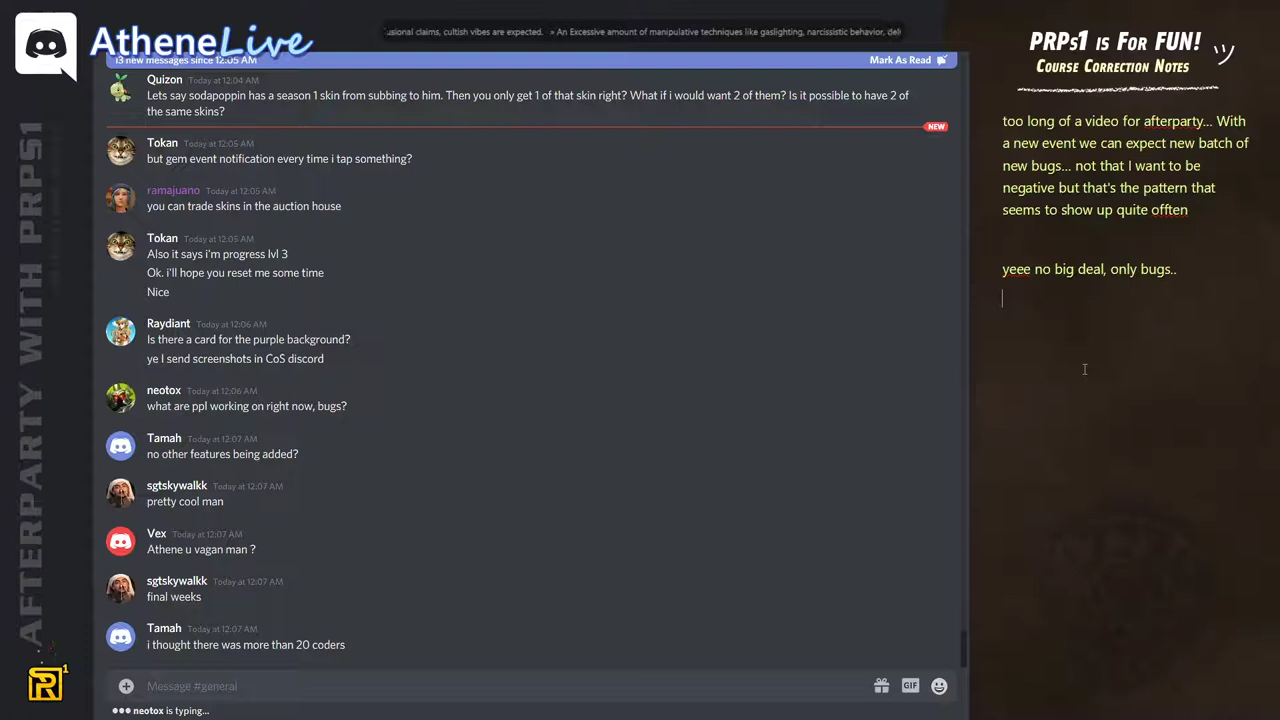 AtheneLive
usional claims, cultish vibes are expected.   » An Excessive amount of manipulative techniques like gaslighting, narcissistic behavior, del
13 new messages since 12:05 AM
Mark As Read
Quizon Today at 12:04 AM
Lets say sodapoppin has a season 1 skin from subbing to him. Then you only get 1 of that skin right? What if i would want 2 of them? Is it possible to have 2 of
the same skins?
NEW
Tokan Today at 12:05 AM
but gem event notification every time i tap something?
ramajuano Today at 12:05 AM
you can trade skins in the auction house
Tokan Today at 12:05 AM
Also it says i'm progress lvl 3
Ok. i'll hope you reset me some time
Nice
Raydiant Today at 12:06 AM
Is there a card for the purple background?
ye I send screenshots in CoS discord
neotox Today at 12:06 AM
what are ppl working on right now, bugs?
Tamah Today at 12:07 AM
no other features being added?
sgtskywalkk Today at 12:07 AM
pretty cool man
Vex Today at 12:07 AM
Athene u vagan man ?
sgtskywalkk Today at 12:07 AM
final weeks
Tamah Today at 12:07 AM
i thought there was more than 20 coders
Message #general
GIF
neotox is typing...
AFTERPARTY WITH PRPS1
R1
PRPs1 is For FUN! ツ
Course Correction Notes
too long of a video for afterparty... With
a new event we can expect new batch of
new bugs... not that I want to be
negative but that's the pattern that
seems to show up quite offten
yeee no big deal, only bugs..